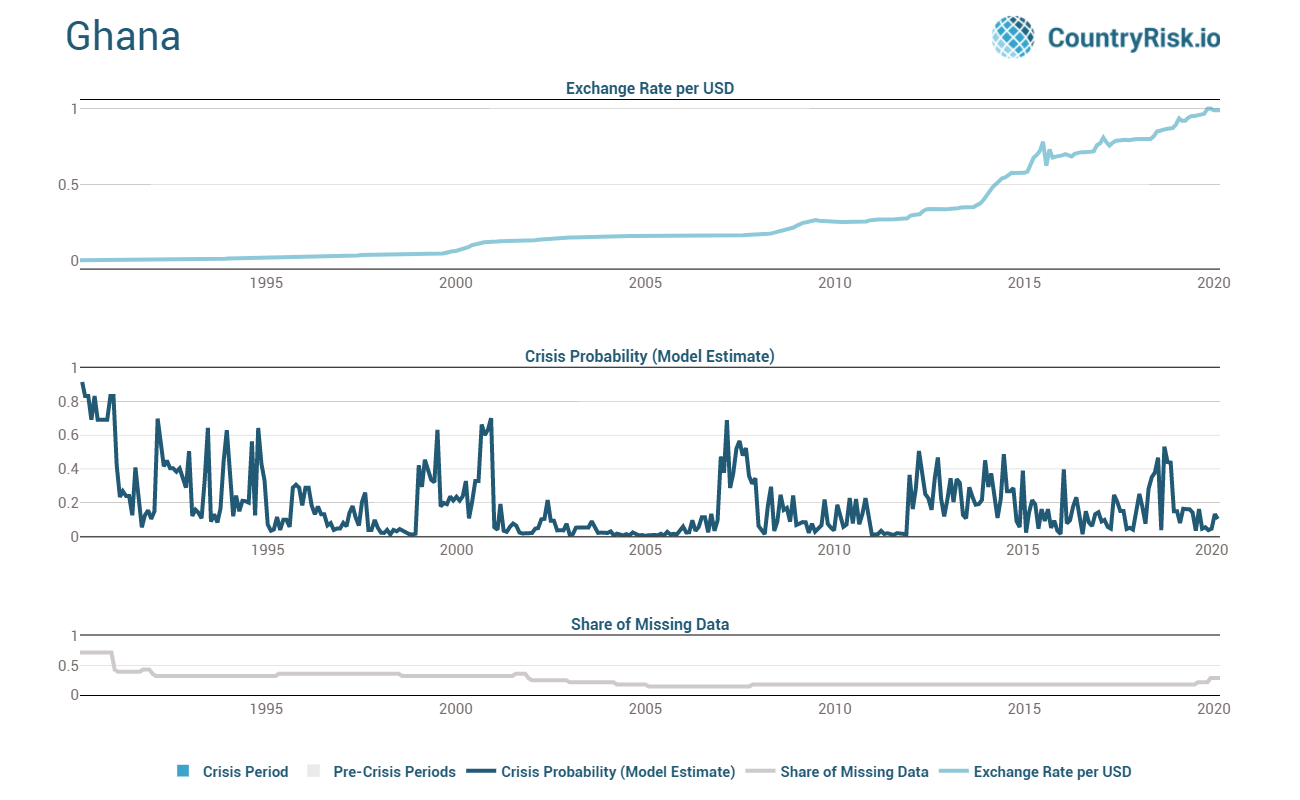 Ghana
CountryRisk.io
Exchange Rate per USD
1
0.5
0
1995 2000 2005 2010 2015 2020
Crisis Probability (Model Estimate)
1
0.8
0.6
0.4
0.2
0
1995 2000 2005 2010 2015 2020
Share of Missing Data
1
0.5
0
1995 2000 2005 2010 2015 2020
Crisis Period Pre-Crisis Periods Crisis Probability (Model Estimate) Share of Missing Data Exchange Rate per USD